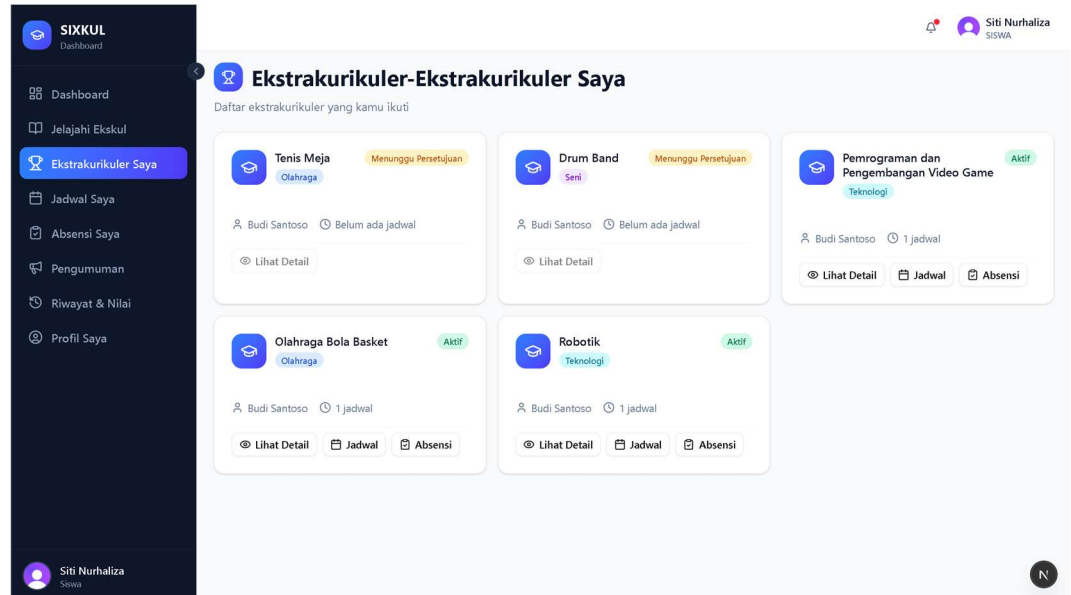 SIXKUL
Dashboard
Dashboard
Jelajahi Ekskul
Ekstrakurikuler Saya
Jadwal Saya
Absensi Saya
Pengumuman
Riwayat & Nilai
Profil Saya
Siti Nurhaliza
Siswa
Siti Nurhaliza
SISWA
Ekstrakurikuler-Ekstrakurikuler Saya
Daftar ekstrakurikuler yang kamu ikuti
Tenis Meja
Menunggu Persetujuan
Olahraga
Budi Santoso
Belum ada jadwal
Lihat Detail
Drum Band
Menunggu Persetujuan
Seni
Budi Santoso
Belum ada jadwal
Lihat Detail
Pemrograman dan
Pengembangan Video Game
Aktif
Teknologi
Budi Santoso
1 jadwal
Lihat Detail
Jadwal
Absensi
Olahraga Bola Basket
Aktif
Olahraga
Budi Santoso
1 jadwal
Lihat Detail
Jadwal
Absensi
Robotik
Aktif
Teknologi
Budi Santoso
1 jadwal
Lihat Detail
Jadwal
Absensi
N